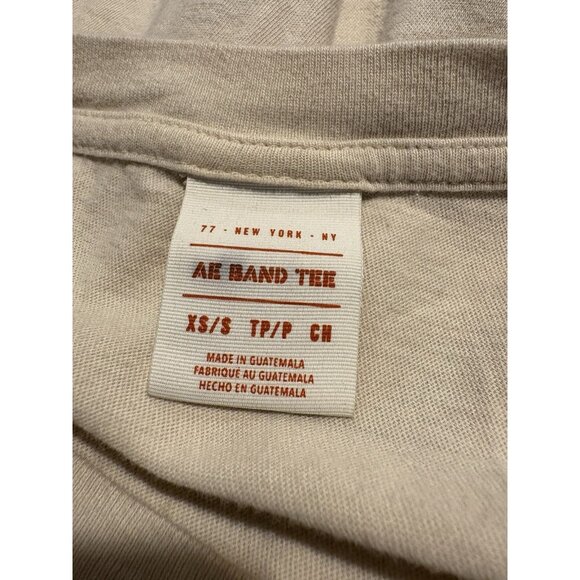 77 - NEW YORK - NY
AE BAND TEE
XS/S TP/P CH
MADE IN GUATEMALA
FABRIQUÉ AU GUATEMALA
HECHO EN GUATEMALA